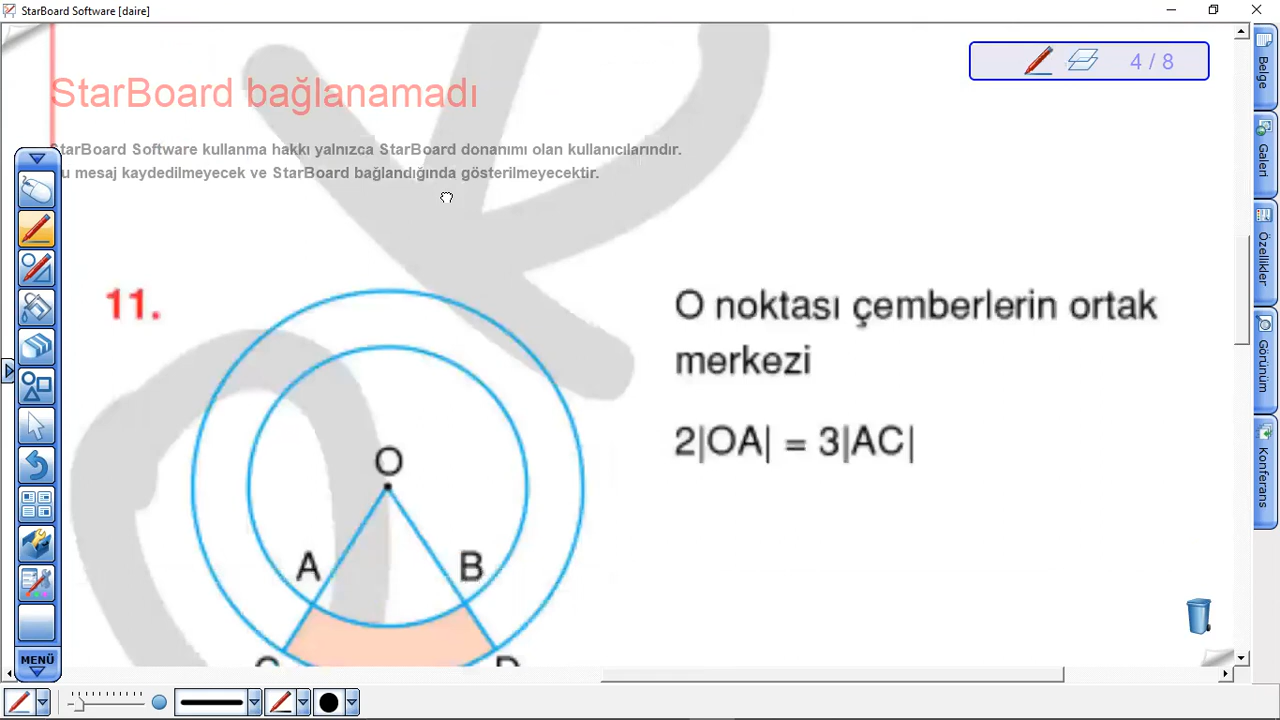 StarBoard Software [daire]
StarBoard bağlanamadı
4 / 8
StarBoard Software kullanma hakkı yalnızca StarBoard donanımı olan kullanıcılarındır.
u mesaj kaydedilmeyecek ve StarBoard bağlandığında gösterilmeyecektir.
11.
O noktası çemberlerin ortak
merkezi
2|OA| = 3|AC|
O
A
B
C
D
MENÜ
Belge
Galeri
Özellikler
Görünüm
Konferans